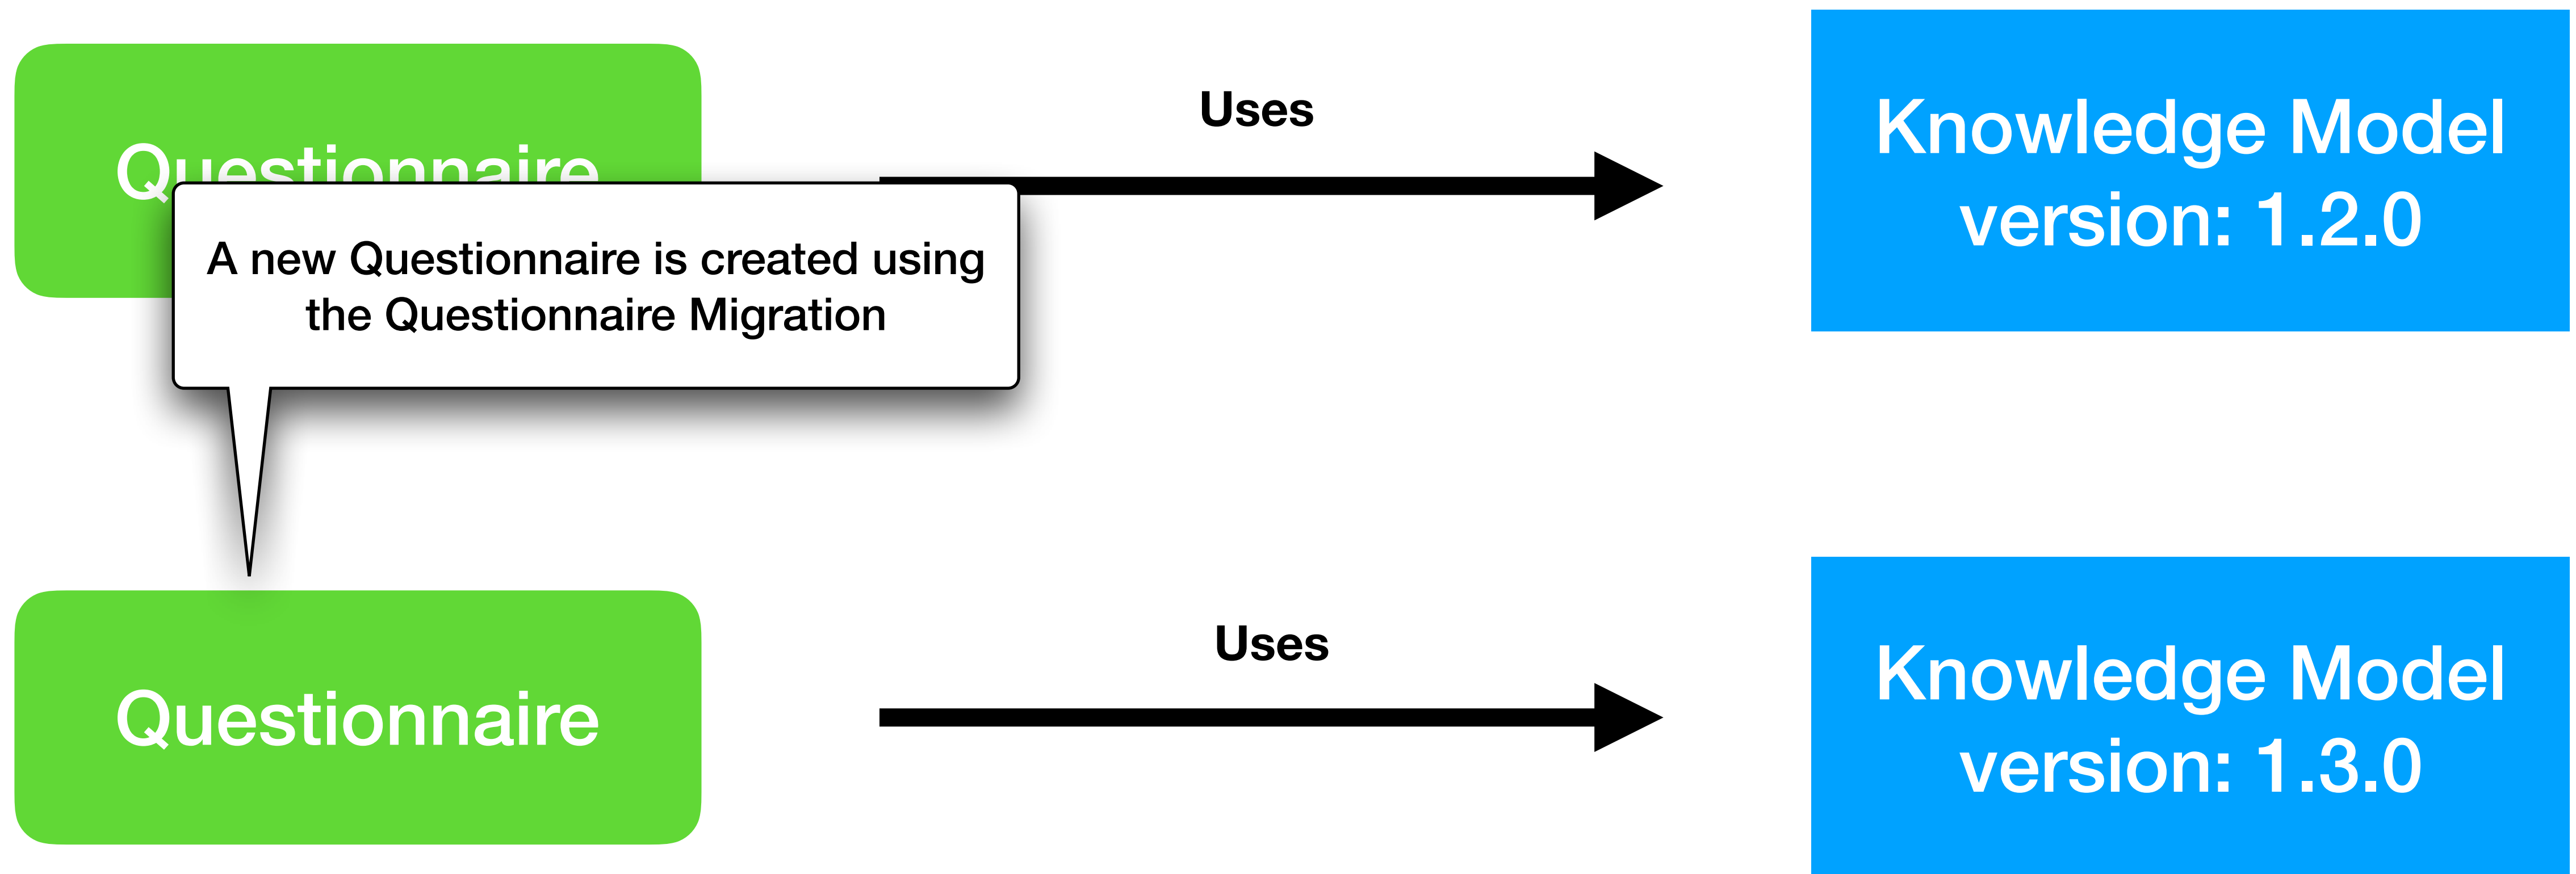 Questionnaire
Uses
Knowledge Model
version: 1.2.0
A new Questionnaire is created using
the Questionnaire Migration
Questionnaire
Uses
Knowledge Model
version: 1.3.0